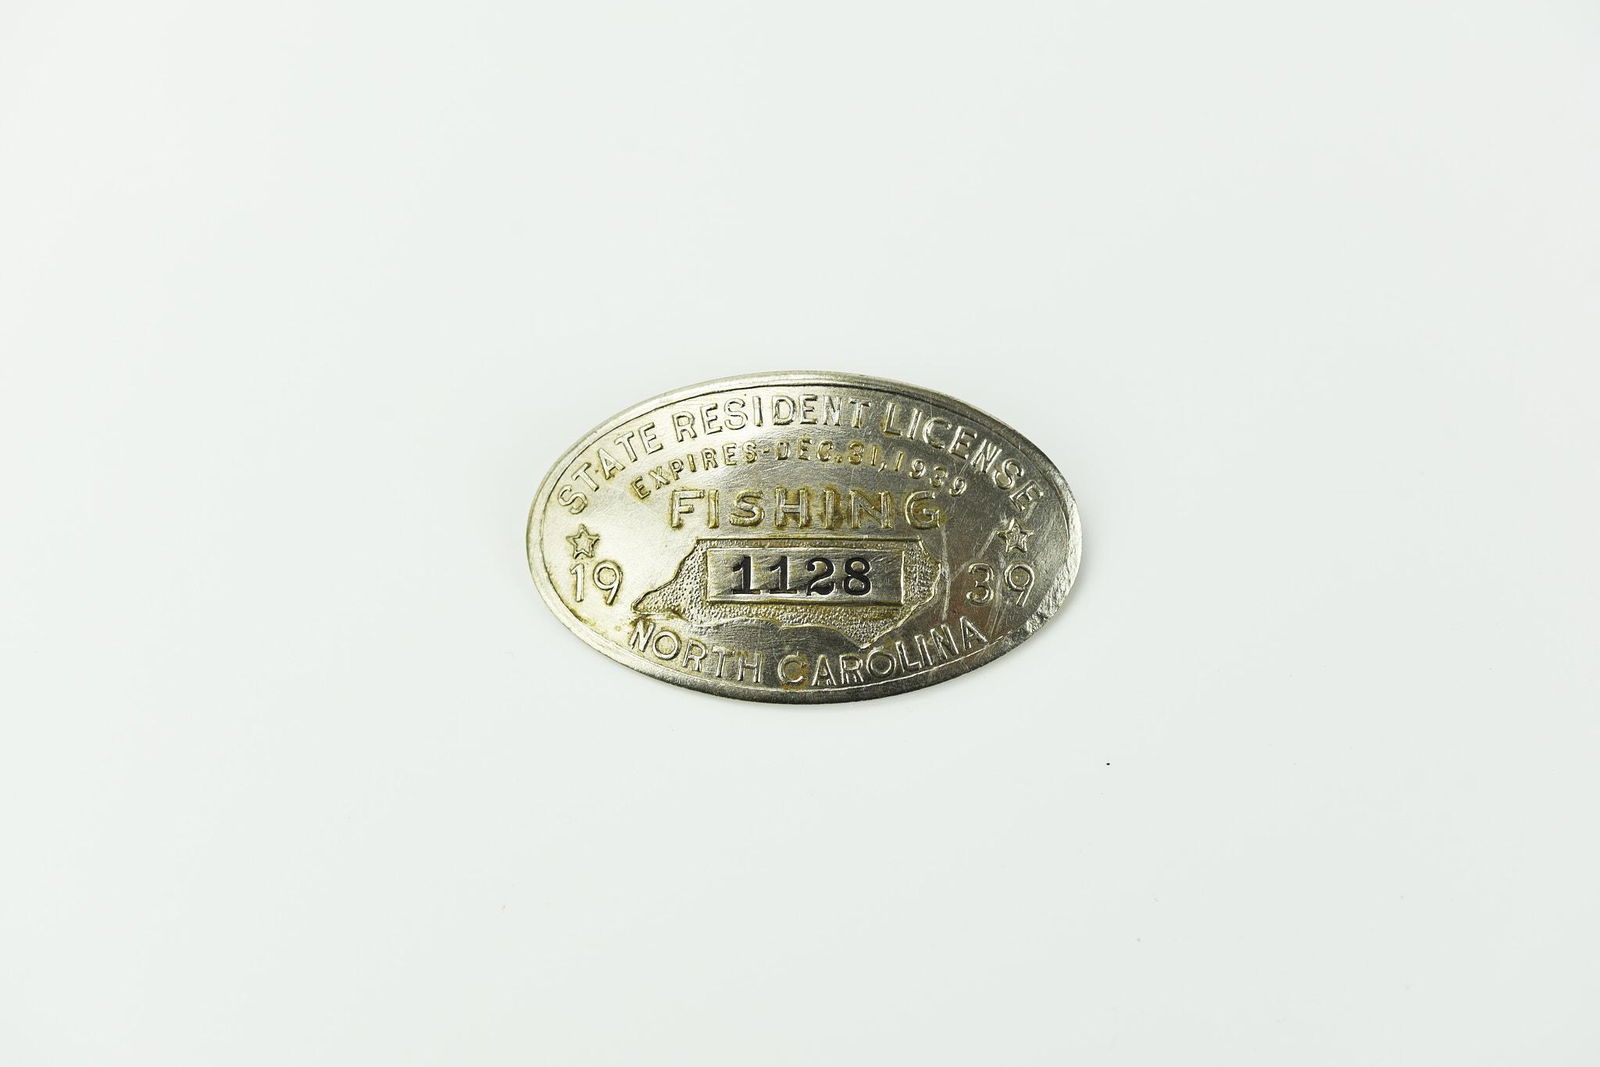 STATE RESIDENT LICENSE
EXPIRES-DEC.31,1939
FISHING
1128
19 39
NORTH CAROLINA